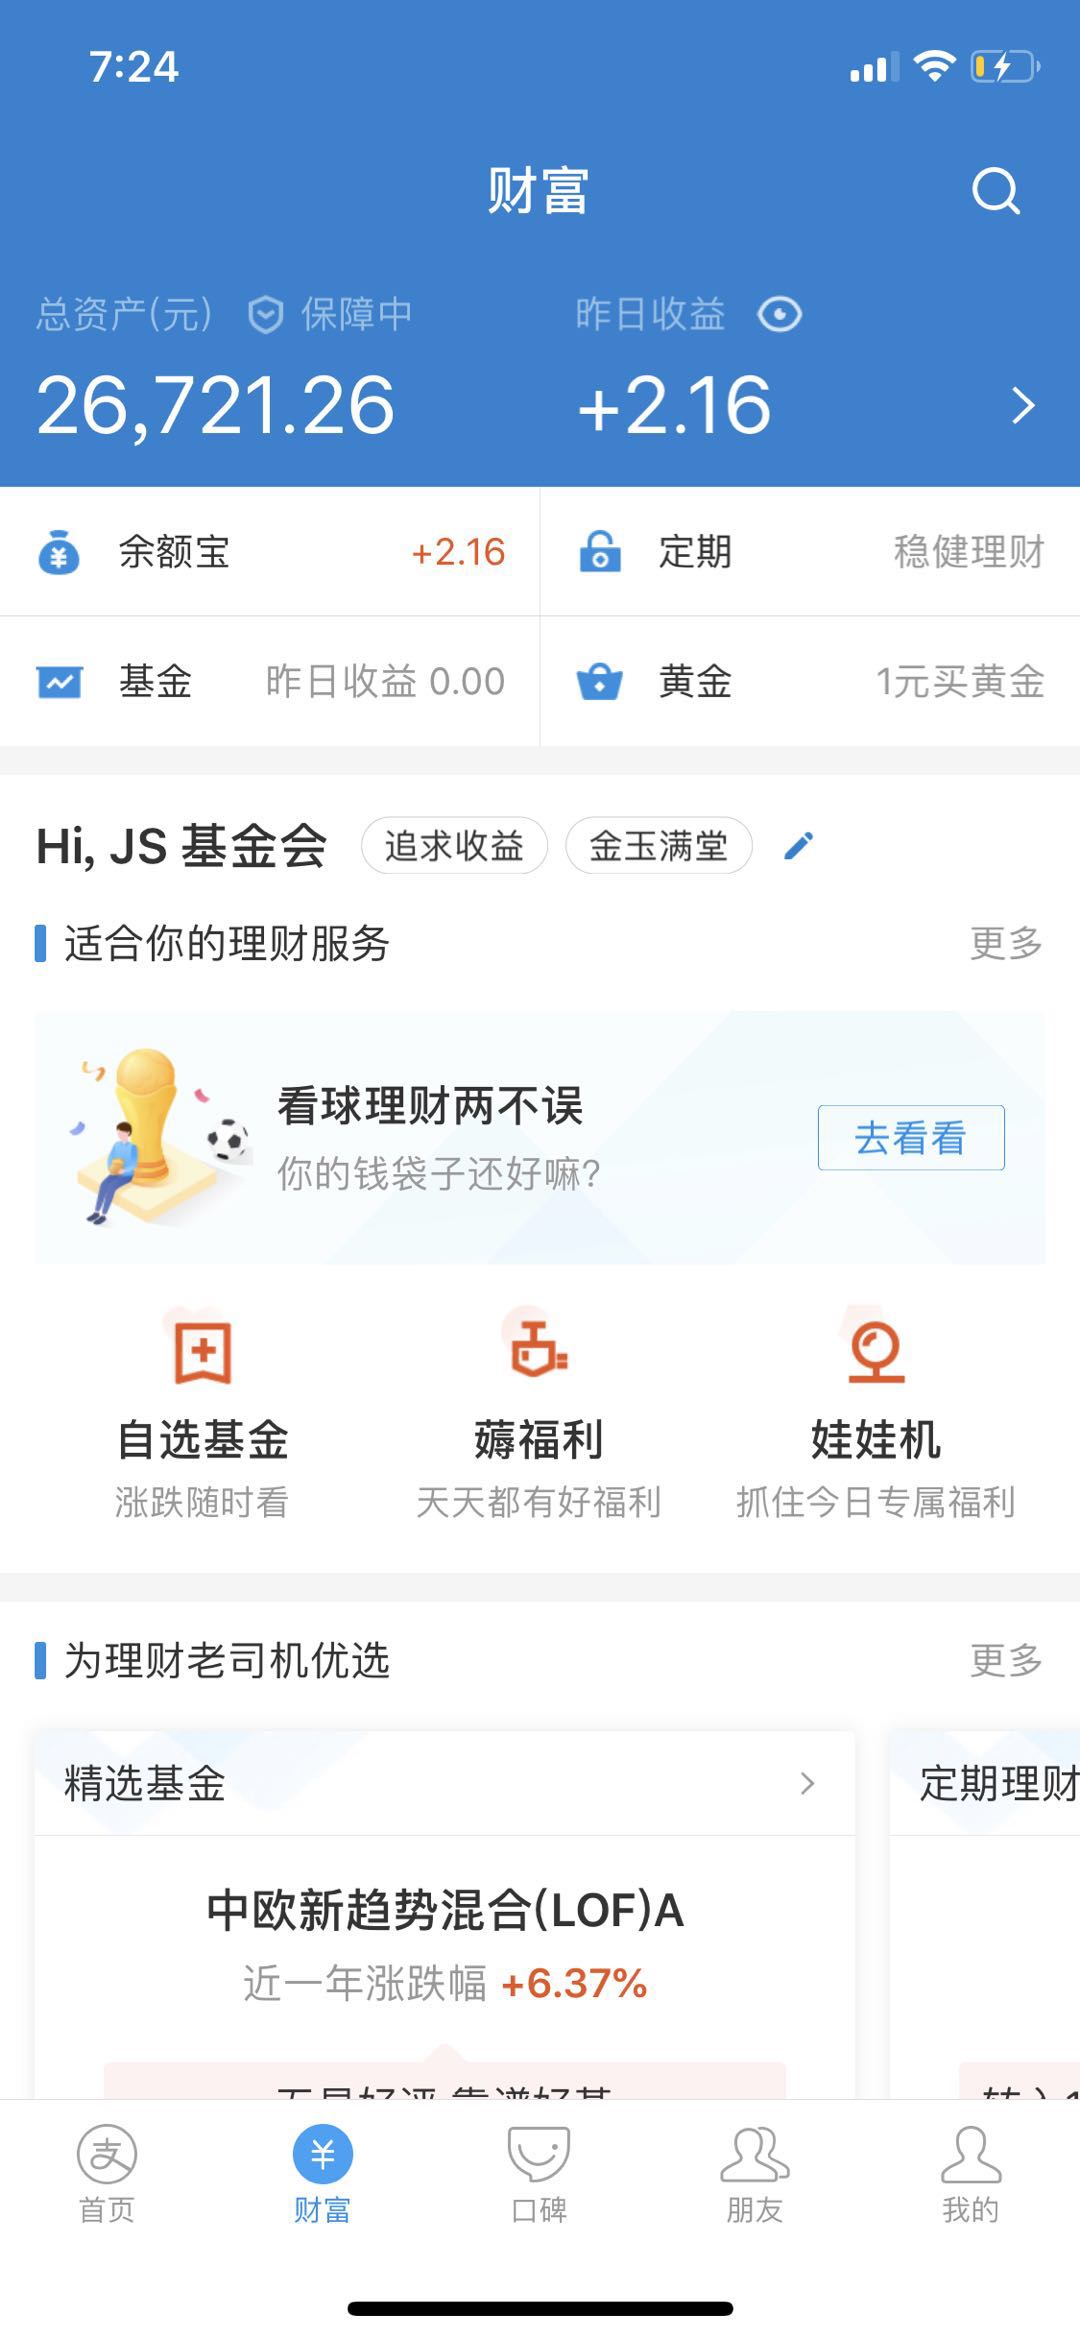 7:24
财富
总资产(元) 保障中 昨日收益
26,721.26 +2.16
余额宝 +2.16 定期 稳健理财
基金 昨日收益 0.00 黄金 1元买黄金
Hi, JS 基金会 追求收益 金玉满堂
适合你的理财服务 更多
看球理财两不误
你的钱袋子还好嘛?
去看看
自选基金 薅福利 娃娃机
涨跌随时看 天天都有好福利 抓住今日专属福利
为理财老司机优选 更多
精选基金 定期理财
中欧新趋势混合(LOF)A
近一年涨跌幅 +6.37%
首页 财富 口碑 朋友 我的